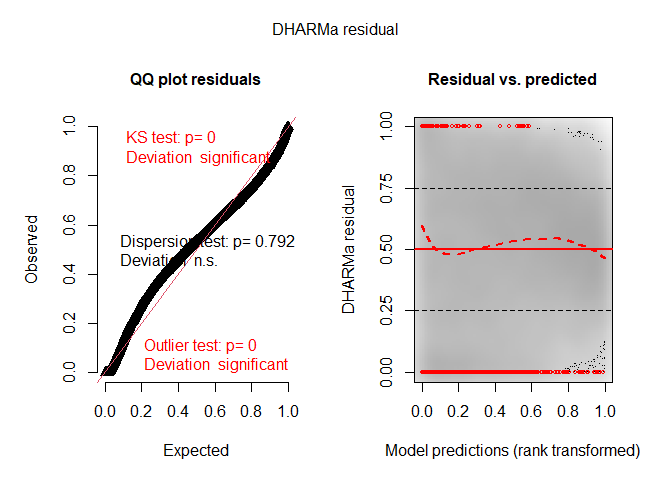 DHARMa residual
QQ plot residuals
KS test: p= 0
Deviation significant
Dispersion test: p= 0.792
Deviation n.s.
Outlier test: p= 0
Deviation significant
Observed
0.0 0.2 0.4 0.6 0.8 1.0
0.0 0.2 0.4 0.6 0.8 1.0
Expected
Residual vs. predicted
DHARMa residual
0.00 0.25 0.50 0.75 1.00
0.0 0.2 0.4 0.6 0.8 1.0
Model predictions (rank transformed)